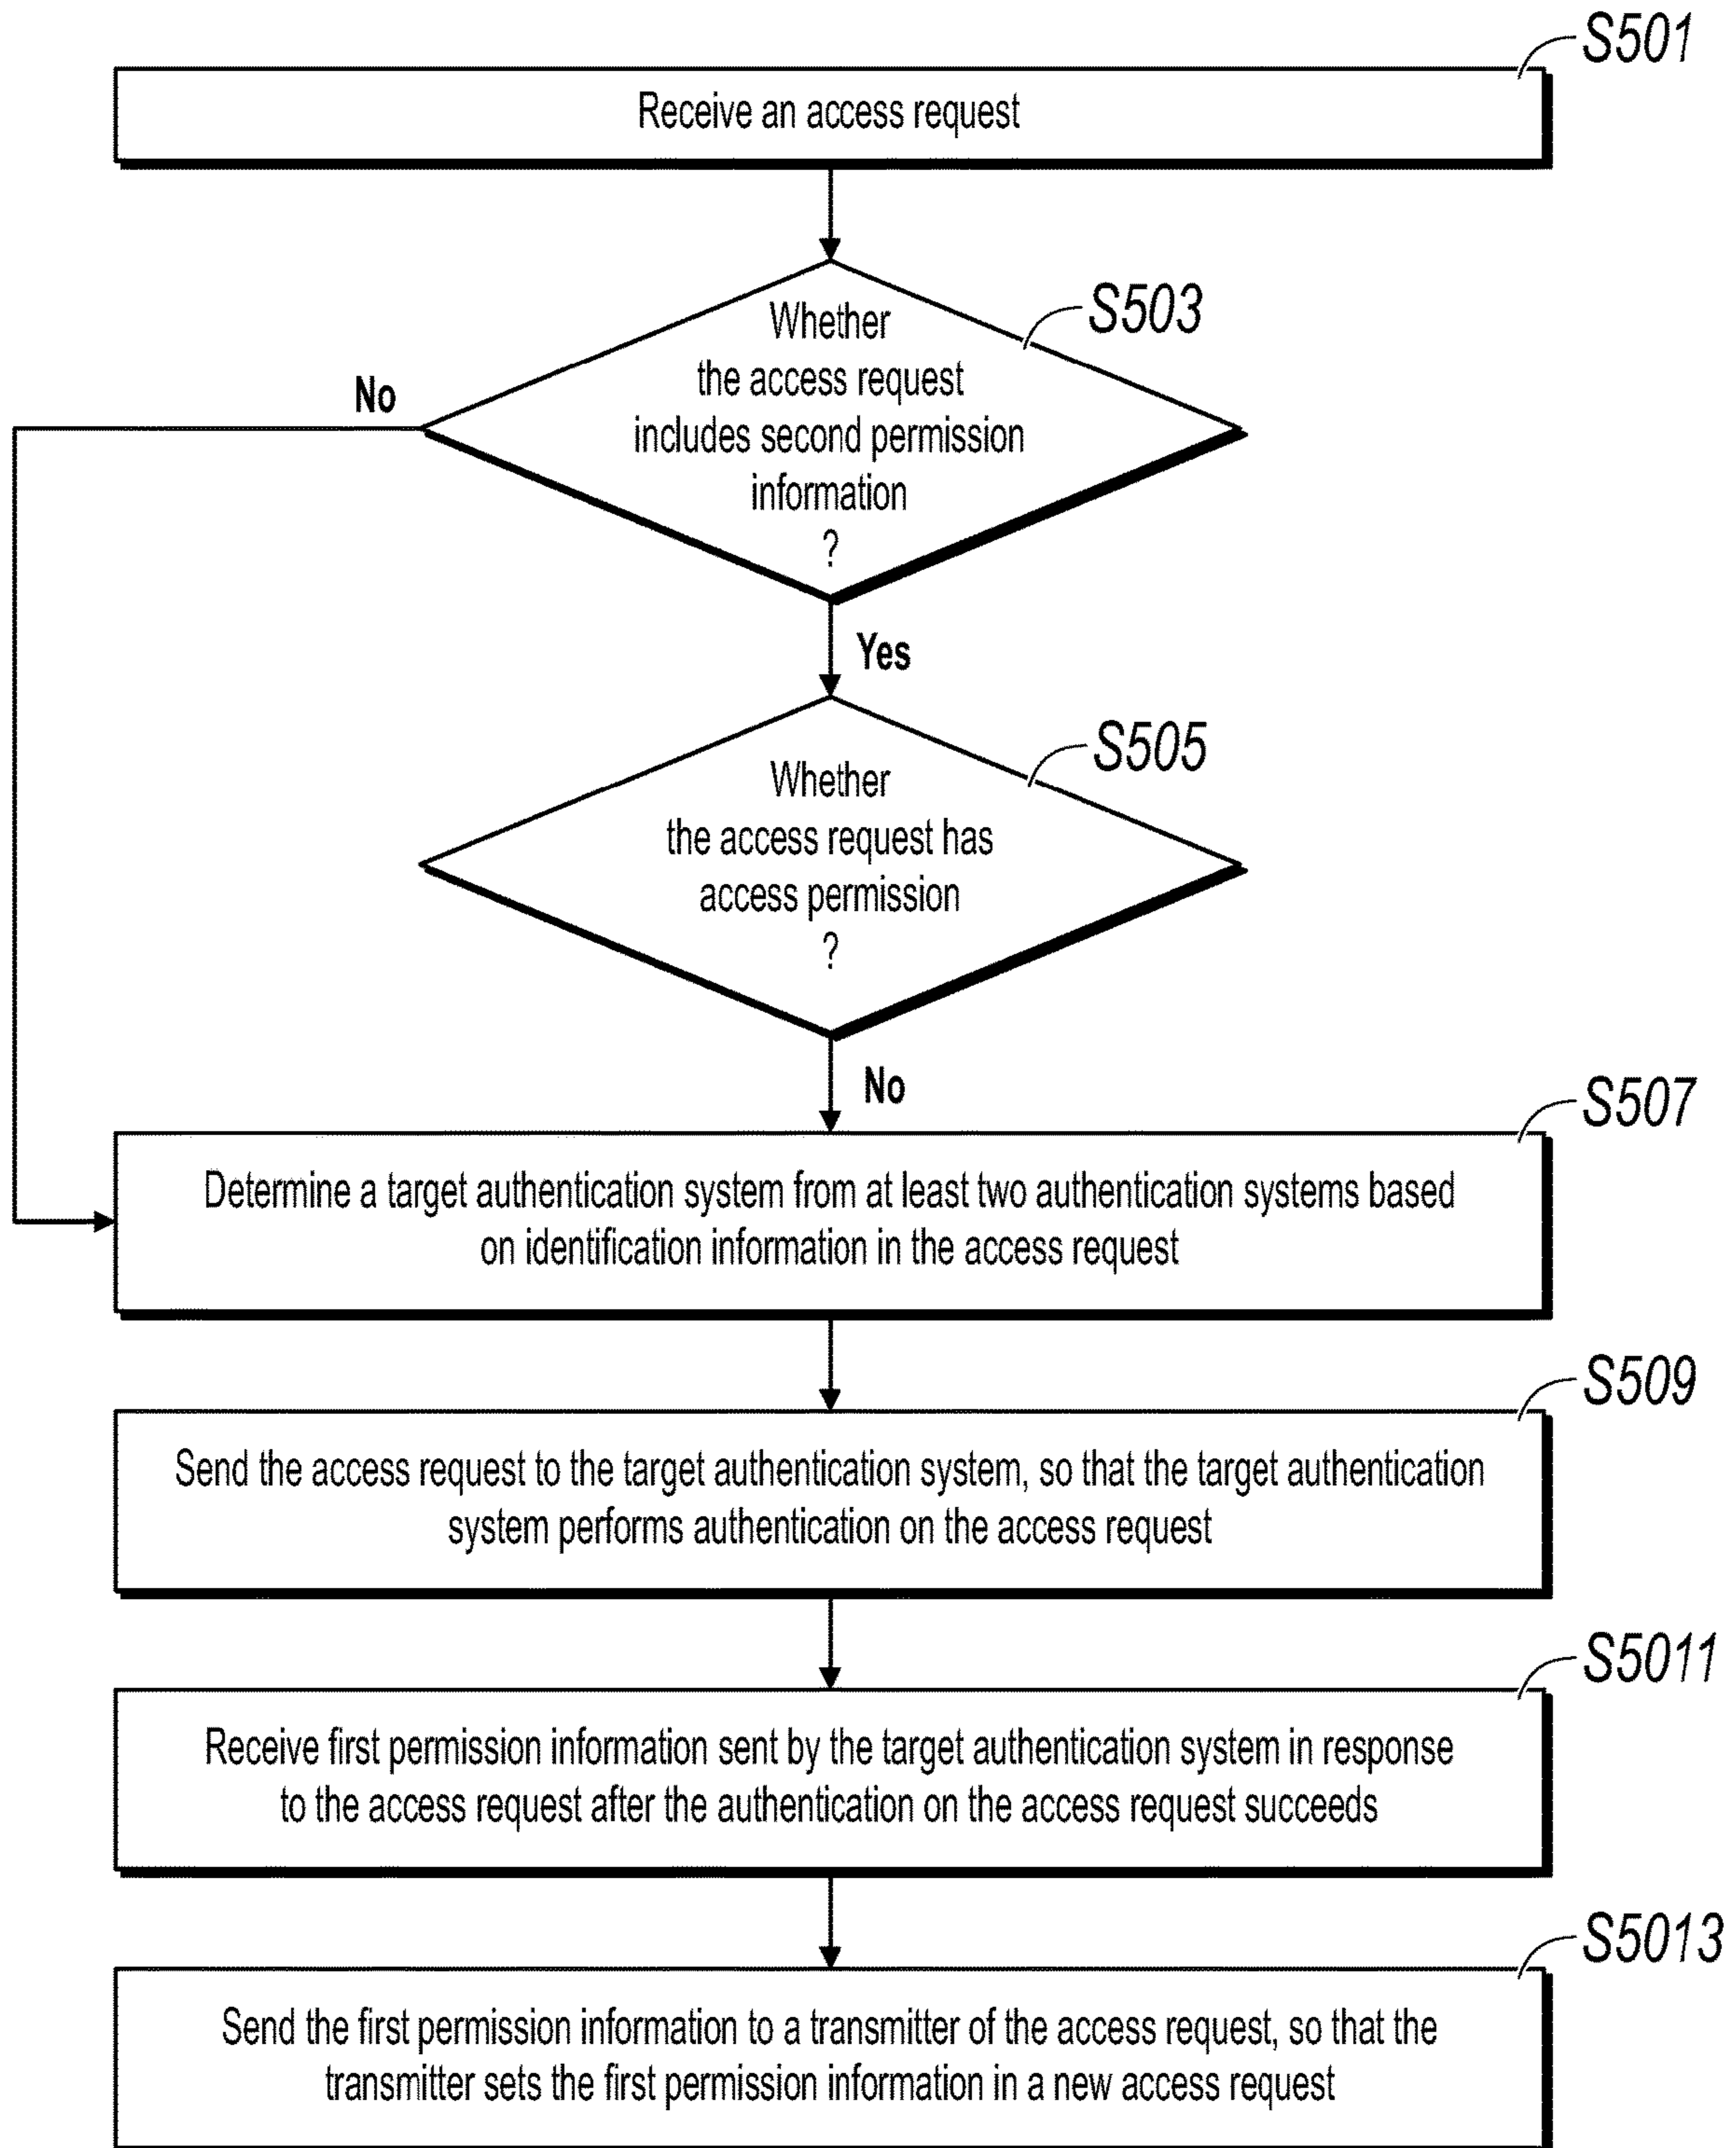 S501
Receive an access request
S503
Whether
the access request
includes second permission
information
?
No
Yes
S505
Whether
the access request has
access permission
?
No
S507
Determine a target authentication system from at least two authentication systems based
on identification information in the access request
S509
Send the access request to the target authentication system, so that the target authentication
system performs authentication on the access request
S5011
Receive first permission information sent by the target authentication system in response
to the access request after the authentication on the access request succeeds
S5013
Send the first permission information to a transmitter of the access request, so that the
transmitter sets the first permission information in a new access request